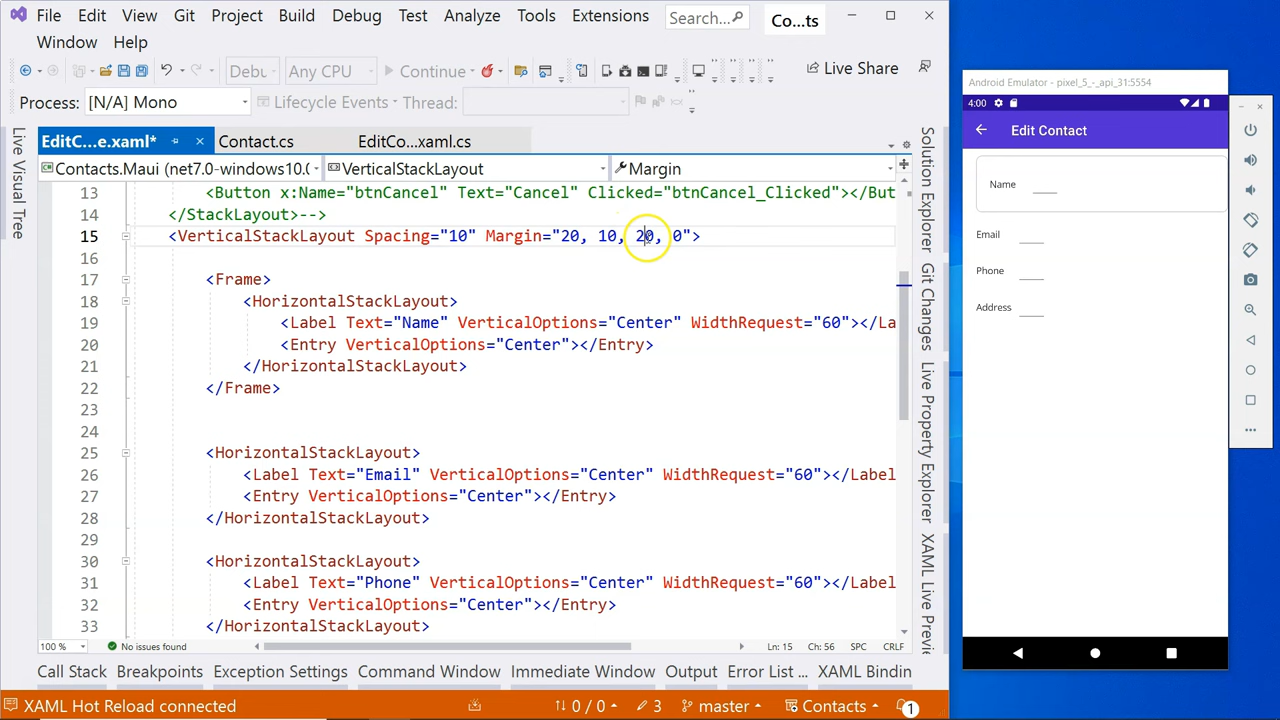 File Edit View Git Project Build Debug Test Analyze Tools Extensions Search... Co...ts
Window Help
Debu Any CPU Continue Live Share
Process: [N/A] Mono Lifecycle Events Thread:
EditC...e.xaml* Contact.cs EditCo...xaml.cs
Contacts.Maui (net7.0-windows10.0 VerticalStackLayout Margin
13 <Button x:Name="btnCancel" Text="Cancel" Clicked="btnCancel_Clicked"></But
14 </StackLayout>-->
15 <VerticalStackLayout Spacing="10" Margin="20, 10, 20, 0">
16
17 <Frame>
18 <HorizontalStackLayout>
19 <Label Text="Name" VerticalOptions="Center" WidthRequest="60"></La
20 <Entry VerticalOptions="Center"></Entry>
21 </HorizontalStackLayout>
22 </Frame>
23
24
25 <HorizontalStackLayout>
26 <Label Text="Email" VerticalOptions="Center" WidthRequest="60"></Label
27 <Entry VerticalOptions="Center"></Entry>
28 </HorizontalStackLayout>
29
30 <HorizontalStackLayout>
31 <Label Text="Phone" VerticalOptions="Center" WidthRequest="60"></Label
32 <Entry VerticalOptions="Center"></Entry>
33 </HorizontalStackLayout>
100 % No issues found Ln: 15 Ch: 56 SPC CRLF
Call Stack Breakpoints Exception Settings Command Window Immediate Window Output Error List ... XAML Bindin
XAML Hot Reload connected 0 / 0 3 master Contacts 1
Live Visual Tree
Solution Explorer
Git Changes
Live Property Explorer
XAML Live Previe
Android Emulator - pixel_5_-_api_31:5554
4:00
Edit Contact
Name
Email
Phone
Address